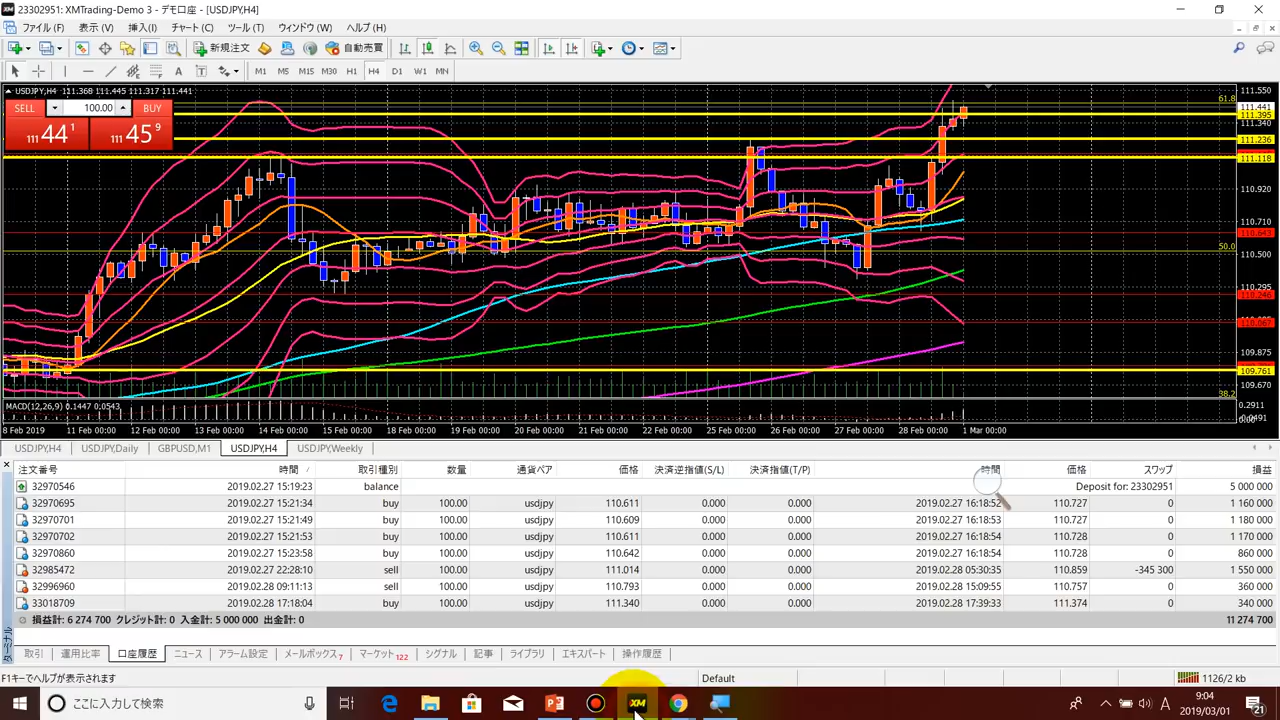 23302951: XMTrading-Demo 3 - デモ口座 - [USDJPY,H4]
ファイル (F) 表示 (V) 挿入(I) チャート (C) ツール (T) ウィンドウ (W) ヘルプ (H)
新規注文 自動売買
A T M1 M5 M15 M30 H1 H4 D1 W1 MN
USDJPY,H4 111.368 111.445 111.317 111.441
SELL 100.00 BUY
111 44 1 111 45 9
61.8
50.0
38.2
111.550
111.441
111.395
111.340
111.236
111.118
110.920
110.710
110.643
110.500
110.295
110.246
110.067
109.875
109.761
109.670
MACD(12,26,9) 0.1447 0.0543
0.2911
8 Feb 2019 11 Feb 00:00 12 Feb 00:00 13 Feb 00:00 14 Feb 00:00 15 Feb 00:00 18 Feb 00:00 19 Feb 00:00 20 Feb 00:00 21 Feb 00:00 22 Feb 00:00 25 Feb 00:00 26 Feb 00:00 27 Feb 00:00 28 Feb 00:00 1 Mar 00:00
USDJPY,H4 USDJPY,Daily GBPUSD,M1 USDJPY,H4 USDJPY,Weekly
注文番号 時間 取引種別 数量 通貨ペア 価格 決済逆指値(S/L) 決済指値(T/P) 時間 価格 スワップ 損益
32970546 2019.02.27 15:19:23 balance Deposit for: 23302951 5 000 000
32970695 2019.02.27 15:21:34 buy 100.00 usdjpy 110.611 0.000 0.000 2019.02.27 16:18:52 110.727 0 1 160 000
32970701 2019.02.27 15:21:49 buy 100.00 usdjpy 110.609 0.000 0.000 2019.02.27 16:18:53 110.727 0 1 180 000
32970702 2019.02.27 15:21:53 buy 100.00 usdjpy 110.611 0.000 0.000 2019.02.27 16:18:54 110.728 0 1 170 000
32970860 2019.02.27 15:23:58 buy 100.00 usdjpy 110.642 0.000 0.000 2019.02.27 16:18:54 110.728 0 860 000
32985472 2019.02.27 22:28:10 sell 100.00 usdjpy 111.014 0.000 0.000 2019.02.28 05:30:35 110.859 -345 300 1 550 000
32996960 2019.02.28 09:11:13 sell 100.00 usdjpy 110.793 0.000 0.000 2019.02.28 15:09:55 110.757 0 360 000
33018709 2019.02.28 17:18:04 buy 100.00 usdjpy 111.340 0.000 0.000 2019.02.28 17:39:33 111.374 0 340 000
損益計: 6 274 700 クレジット計: 0 入金計: 5 000 000 出金計: 0 11 274 700
ターミナル
取引 運用比率 口座履歴 ニュース アラーム設定 メールボックス7 マーケット122 シグナル 記事 ライブラリ エキスパート 操作履歴
F1キーでヘルプが表示されます Default 1126/2 kb
ここに入力して検索 XM A 9:04
2019/03/01 21